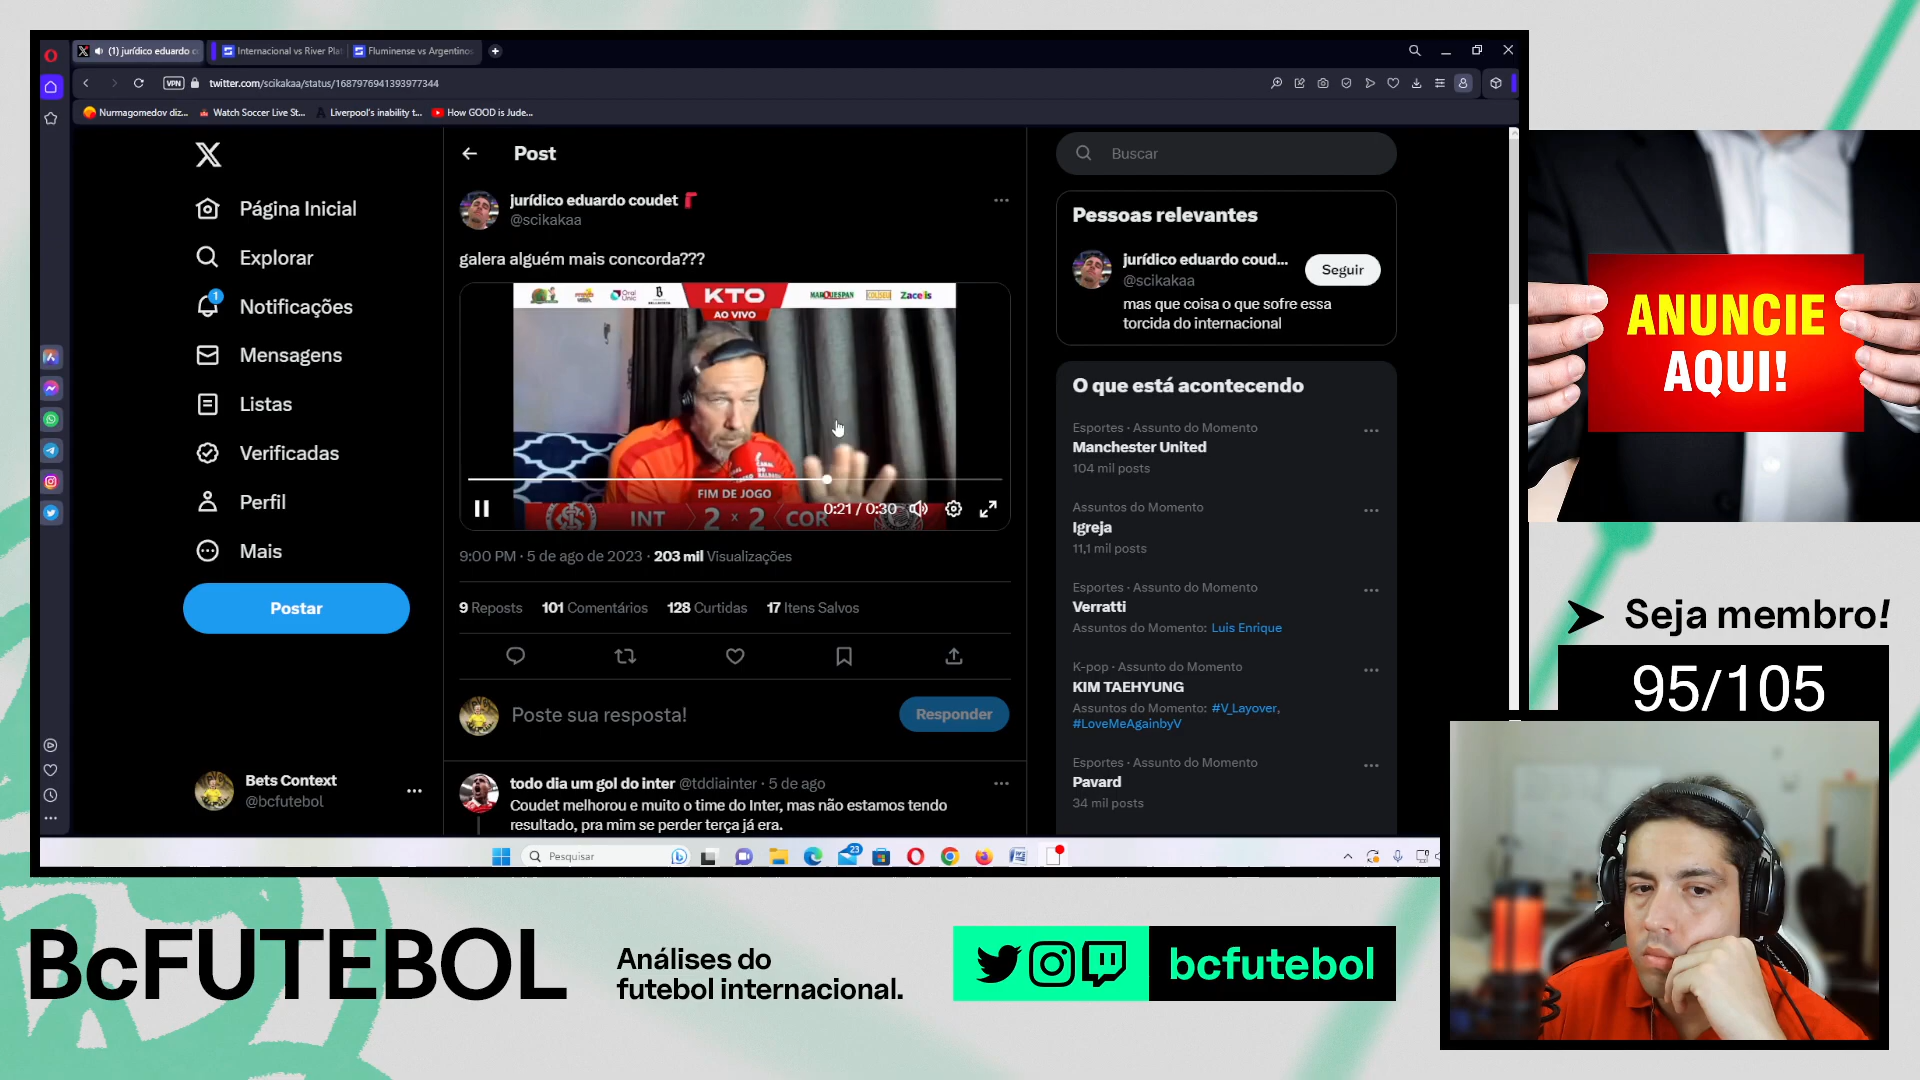 (1) jurídico eduardo c
Internacional vs River Pla
Fluminense vs Argentinos
VPN
twitter.com/scikakaa/status/1687976941393977344
Nurmagomedov diz...
Watch Soccer Live St...
Liverpool's inability t...
How GOOD is Jude...
Página Inicial
Explorar
1
Notificações
Mensagens
Listas
Verificadas
Perfil
Mais
Postar
Bets Context
@bcfutebol
Post
jurídico eduardo coudet
@scikakaa
galera alguém mais concorda???
Oral Unic
KTO
AO VIVO
MARQUESPAN
COLISEU
Zacelis
FIM DE JOGO
INT 2 x 2 COR
0:21 / 0:30
9:00 PM · 5 de ago de 2023 · 203 mil Visualizações
9 Reposts 101 Comentários 128 Curtidas 17 Itens Salvos
Poste sua resposta!
Responder
todo dia um gol do inter @tddiainter · 5 de ago
Coudet melhorou e muito o time do Inter, mas não estamos tendo
resultado, pra mim se perder terça já era.
Buscar
Pessoas relevantes
jurídico eduardo coud...
@scikakaa
Seguir
mas que coisa o que sofre essa
torcida do internacional
O que está acontecendo
Esportes · Assunto do Momento
Manchester United
104 mil posts
Assuntos do Momento
Igreja
11,1 mil posts
Esportes · Assunto do Momento
Verratti
Assuntos do Momento: Luis Enrique
K-pop · Assunto do Momento
KIM TAEHYUNG
Assuntos do Momento: #V_Layover,
#LoveMeAgainbyV
Esportes · Assunto do Momento
Pavard
34 mil posts
Pesquisar
23
ANUNCIE
AQUI!
Seja membro!
95/105
BcFUTEBOL
Análises do
futebol internacional.
bcfutebol